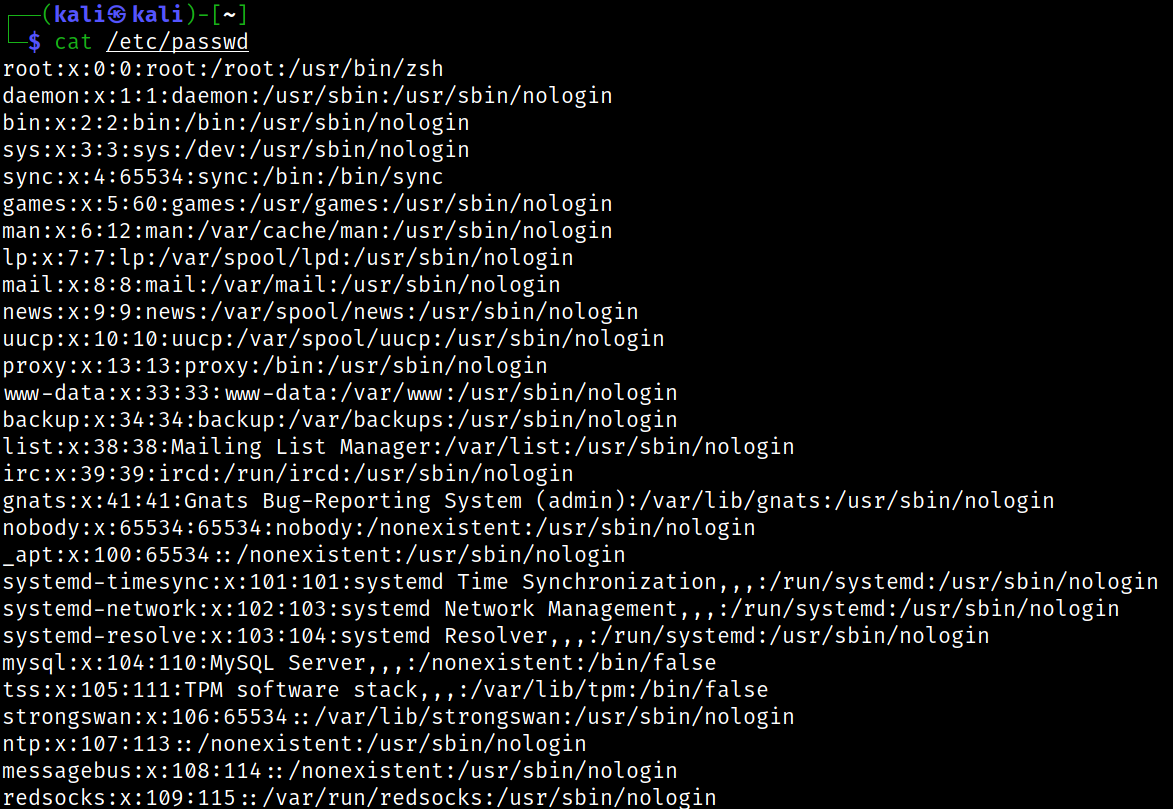 ┌──(kali㉿kali)-[~]
└─$ cat /etc/passwd
root:x:0:0:root:/root:/usr/bin/zsh
daemon:x:1:1:daemon:/usr/sbin:/usr/sbin/nologin
bin:x:2:2:bin:/bin:/usr/sbin/nologin
sys:x:3:3:sys:/dev:/usr/sbin/nologin
sync:x:4:65534:sync:/bin:/bin/sync
games:x:5:60:games:/usr/games:/usr/sbin/nologin
man:x:6:12:man:/var/cache/man:/usr/sbin/nologin
lp:x:7:7:lp:/var/spool/lpd:/usr/sbin/nologin
mail:x:8:8:mail:/var/mail:/usr/sbin/nologin
news:x:9:9:news:/var/spool/news:/usr/sbin/nologin
uucp:x:10:10:uucp:/var/spool/uucp:/usr/sbin/nologin
proxy:x:13:13:proxy:/bin:/usr/sbin/nologin
www-data:x:33:33:www-data:/var/www:/usr/sbin/nologin
backup:x:34:34:backup:/var/backups:/usr/sbin/nologin
list:x:38:38:Mailing List Manager:/var/list:/usr/sbin/nologin
irc:x:39:39:ircd:/run/ircd:/usr/sbin/nologin
gnats:x:41:41:Gnats Bug-Reporting System (admin):/var/lib/gnats:/usr/sbin/nologin
nobody:x:65534:65534:nobody:/nonexistent:/usr/sbin/nologin
_apt:x:100:65534::/nonexistent:/usr/sbin/nologin
systemd-timesync:x:101:101:systemd Time Synchronization,,,:/run/systemd:/usr/sbin/nologin
systemd-network:x:102:103:systemd Network Management,,,:/run/systemd:/usr/sbin/nologin
systemd-resolve:x:103:104:systemd Resolver,,,:/run/systemd:/usr/sbin/nologin
mysql:x:104:110:MySQL Server,,,:/nonexistent:/bin/false
tss:x:105:111:TPM software stack,,,:/var/lib/tpm:/bin/false
strongswan:x:106:65534::/var/lib/strongswan:/usr/sbin/nologin
ntp:x:107:113::/nonexistent:/usr/sbin/nologin
messagebus:x:108:114::/nonexistent:/usr/sbin/nologin
redsocks:x:109:115::/var/run/redsocks:/usr/sbin/nologin